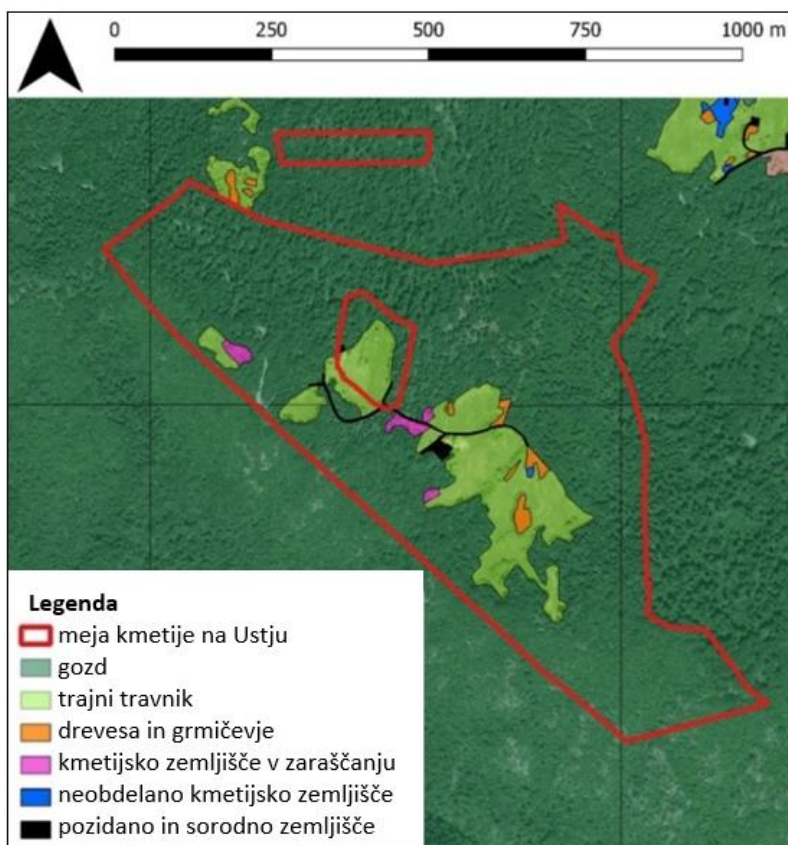 0 250 500 750 1000 m
Legenda
meja kmetije na Ustju
gozd
trajni travnik
drevesa in grmičevje
kmetijsko zemljišče v zaraščanju
neobdelano kmetijsko zemljišče
pozidano in sorodno zemljišče